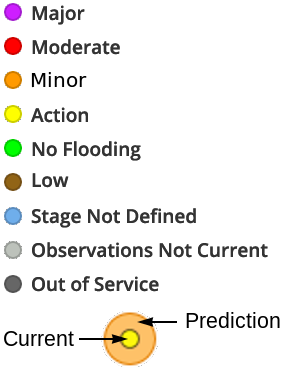 Major
Moderate
Minor
Action
No Flooding
Low
Stage Not Defined
Observations Not Current
Out of Service
Prediction
Current